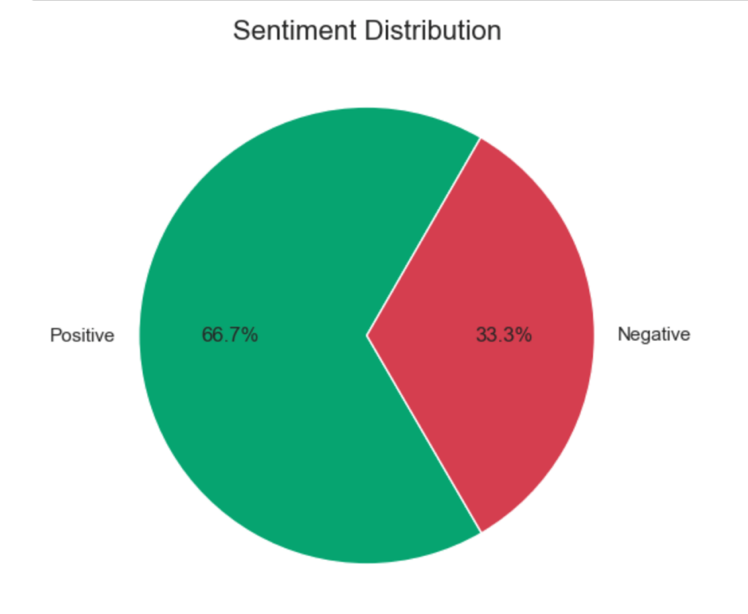 Sentiment Distribution
Positive
66.7%
33.3%
Negative